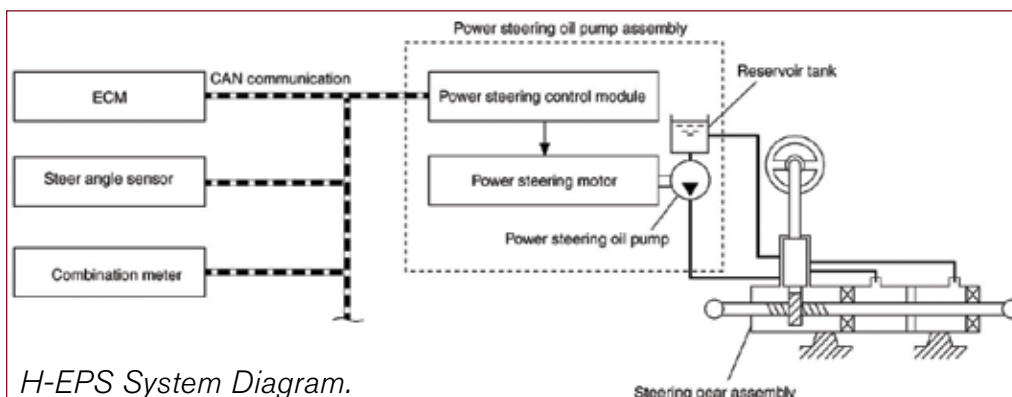 Power steering oil pump assembly
CAN communication
Reservoir tank
ECM
Power steering control module
Steer angle sensor
Power steering motor
Power steering oil pump
Combination meter
H-EPS System Diagram.
Steering gear assembly